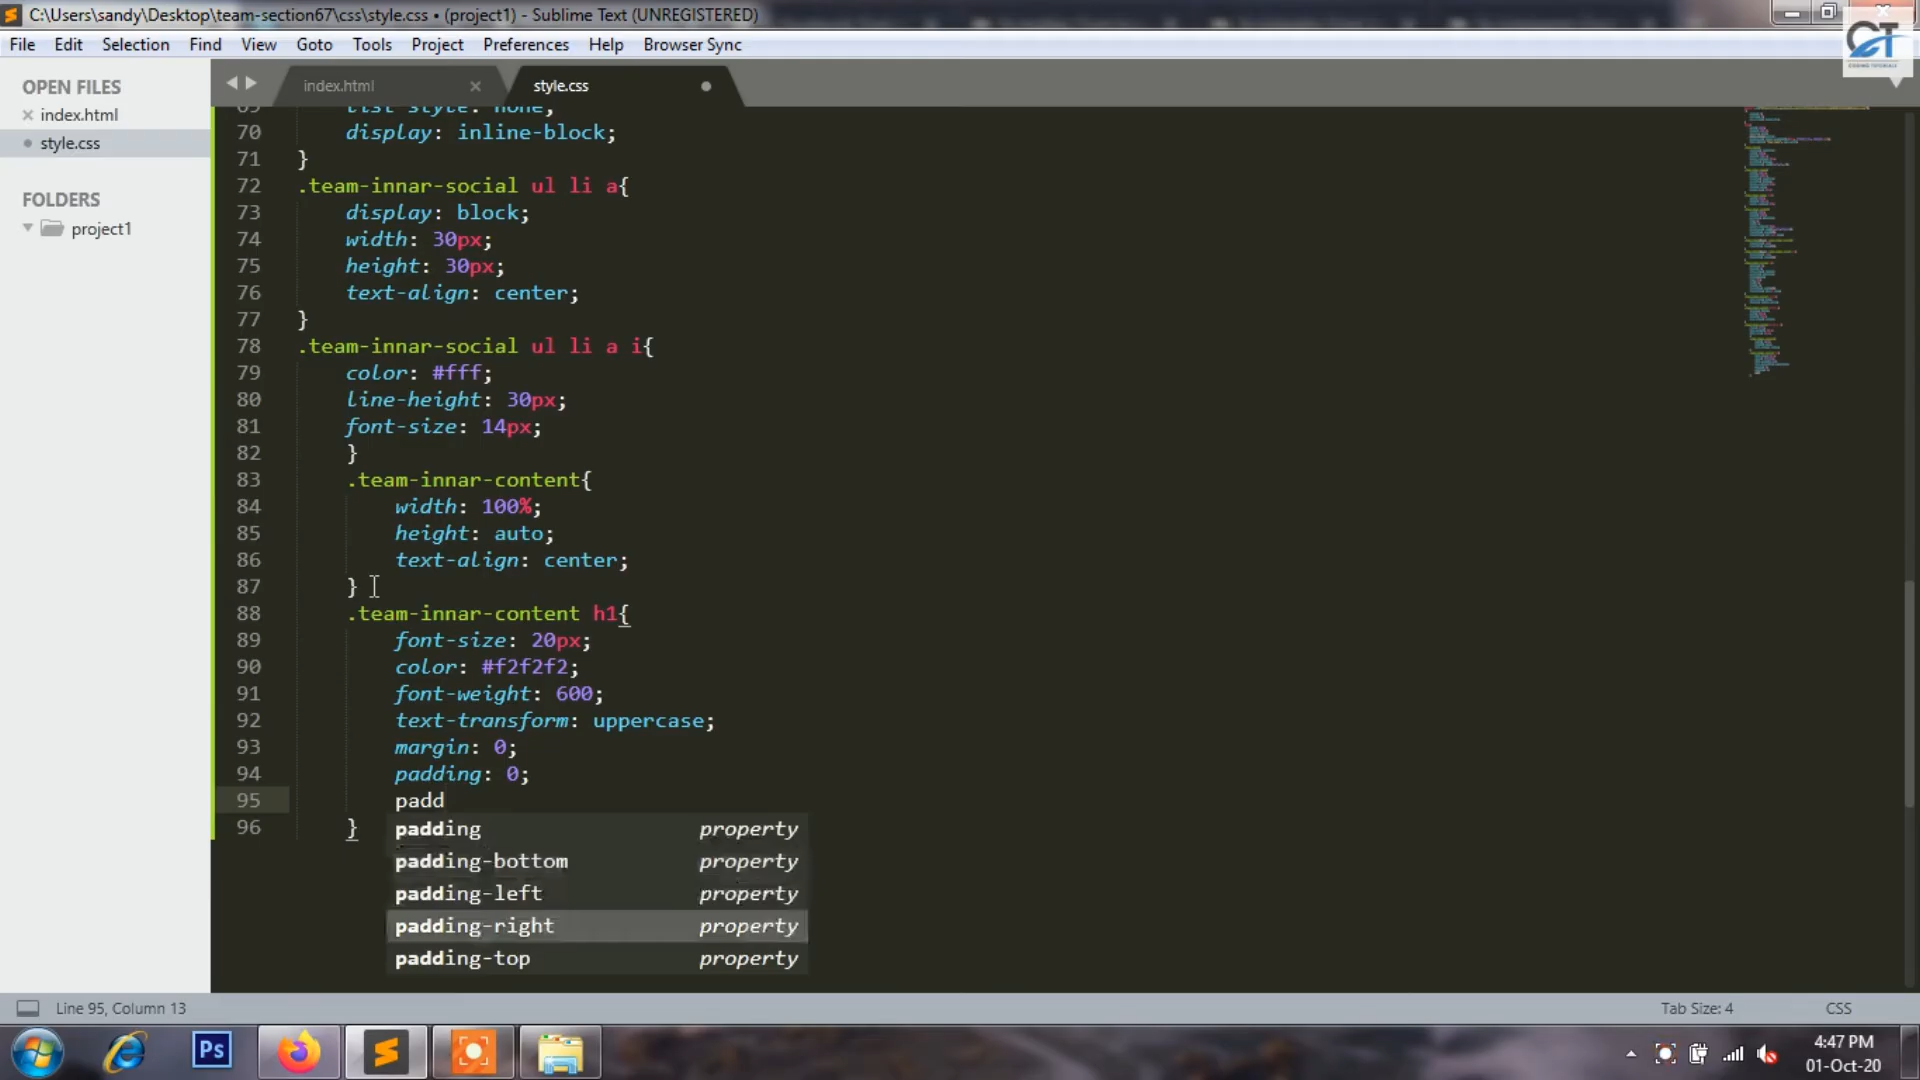 C:\Users\sandy\Desktop\team-section67\css\style.css • (project1) - Sublime Text (UNREGISTERED)
File Edit Selection Find View Goto Tools Project Preferences Help Browser Sync
OPEN FILES
index.html
style.css
FOLDERS
project1
index.html
style.css
69 list-style: none;
70 display: inline-block;
71 }
72 .team-innar-social ul li a{
73 display: block;
74 width: 30px;
75 height: 30px;
76 text-align: center;
77 }
78 .team-innar-social ul li a i{
79 color: #fff;
80 line-height: 30px;
81 font-size: 14px;
82 }
83 .team-innar-content{
84 width: 100%;
85 height: auto;
86 text-align: center;
87 }
88 .team-innar-content h1{
89 font-size: 20px;
90 color: #f2f2f2;
91 font-weight: 600;
92 text-transform: uppercase;
93 margin: 0;
94 padding: 0;
95 padd
96 }
padding property
padding-bottom property
padding-left property
padding-right property
padding-top property
Line 95, Column 13
Tab Size: 4
CSS
Ps
4:47 PM
01-Oct-20
CT